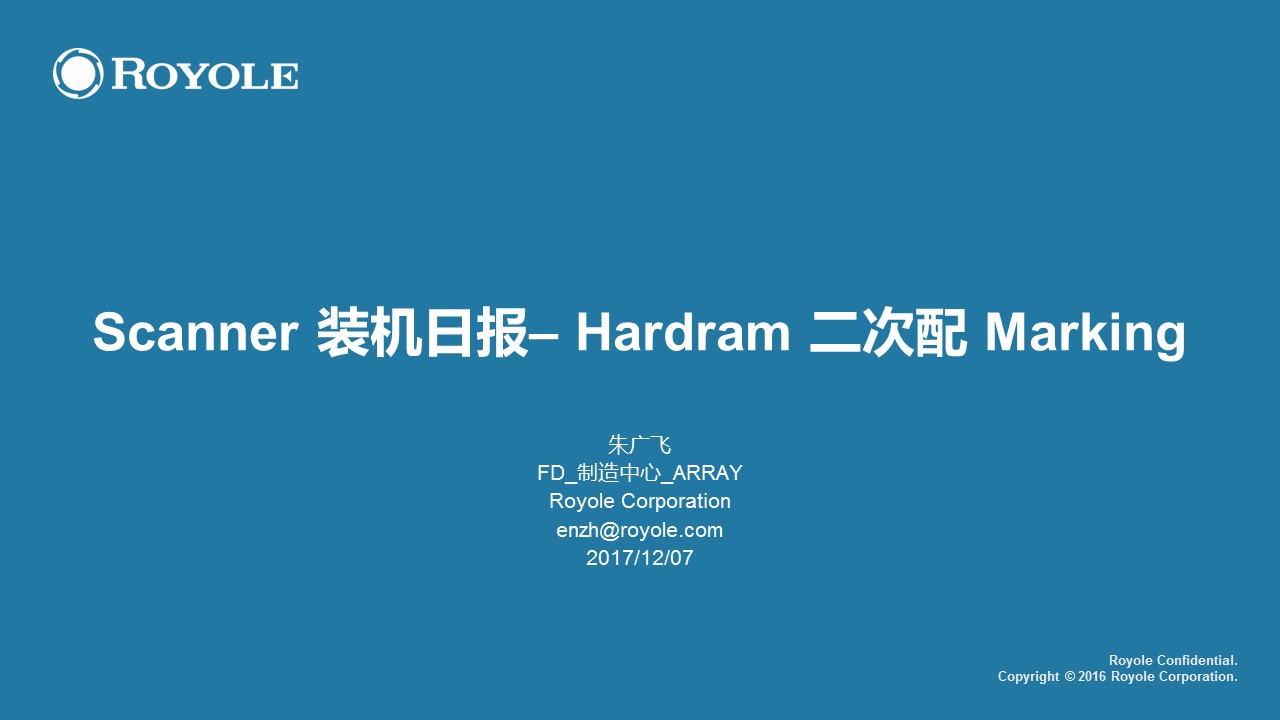 ROYOLE
Scanner 装机日报– Hardram 二次配 Marking
朱广飞
FD_制造中心_ARRAY
Royole Corporation
enzh@royole.com
2017/12/07
Royole Confidential.
Copyright © 2016 Royole Corporation.